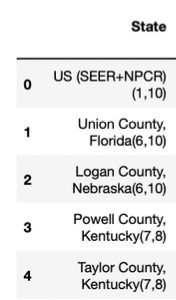 State
0 US (SEER+NPCR)
(1,10)
1 Union County,
Florida(6,10)
2 Logan County,
Nebraska(6,10)
3 Powell County,
Kentucky(7,8)
4 Taylor County,
Kentucky(7,8)